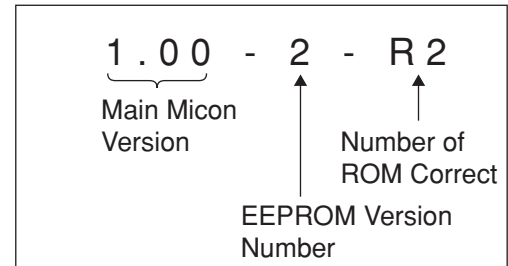 1.00 - 2 - R2
Main Micon
Version
Number of
ROM Correct
EEPROM Version
Number